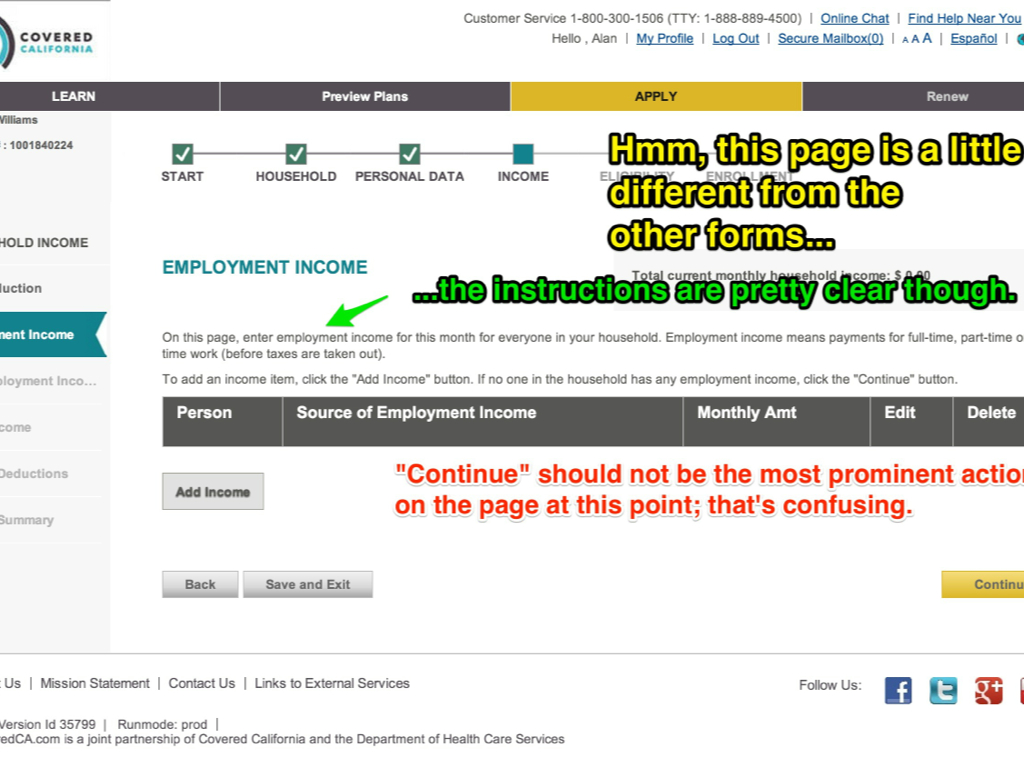 COVERED
CALIFORNIA
Customer Service 1-800-300-1506 (TTY: 1-888-889-4500) | Online Chat | Find Help Near You
Hello , Alan | My Profile | Log Out | Secure Mailbox(0) | A A A | Español |
LEARN Preview Plans APPLY Renew
Williams
: 1001840224
START HOUSEHOLD PERSONAL DATA INCOME ELIGIBILITY ENROLLMENT
Hmm, this page is a little
different from the
other forms...
HOLD INCOME
EMPLOYMENT INCOME
Total current monthly household income: $ 0.00
...the instructions are pretty clear though.
uction
ment Income
On this page, enter employment income for this month for everyone in your household. Employment income means payments for full-time, part-time o
time work (before taxes are taken out).
To add an income item, click the "Add Income" button. If no one in the household has any employment income, click the "Continue" button.
ployment Inco...
Person Source of Employment Income Monthly Amt Edit Delete
come
Deductions
Summary
"Continue" should not be the most prominent action
on the page at this point; that's confusing.
Add Income
Back Save and Exit Continu
t Us | Mission Statement | Contact Us | Links to External Services
Follow Us:
Version Id 35799 | Runmode: prod |
redCA.com is a joint partnership of Covered California and the Department of Health Care Services